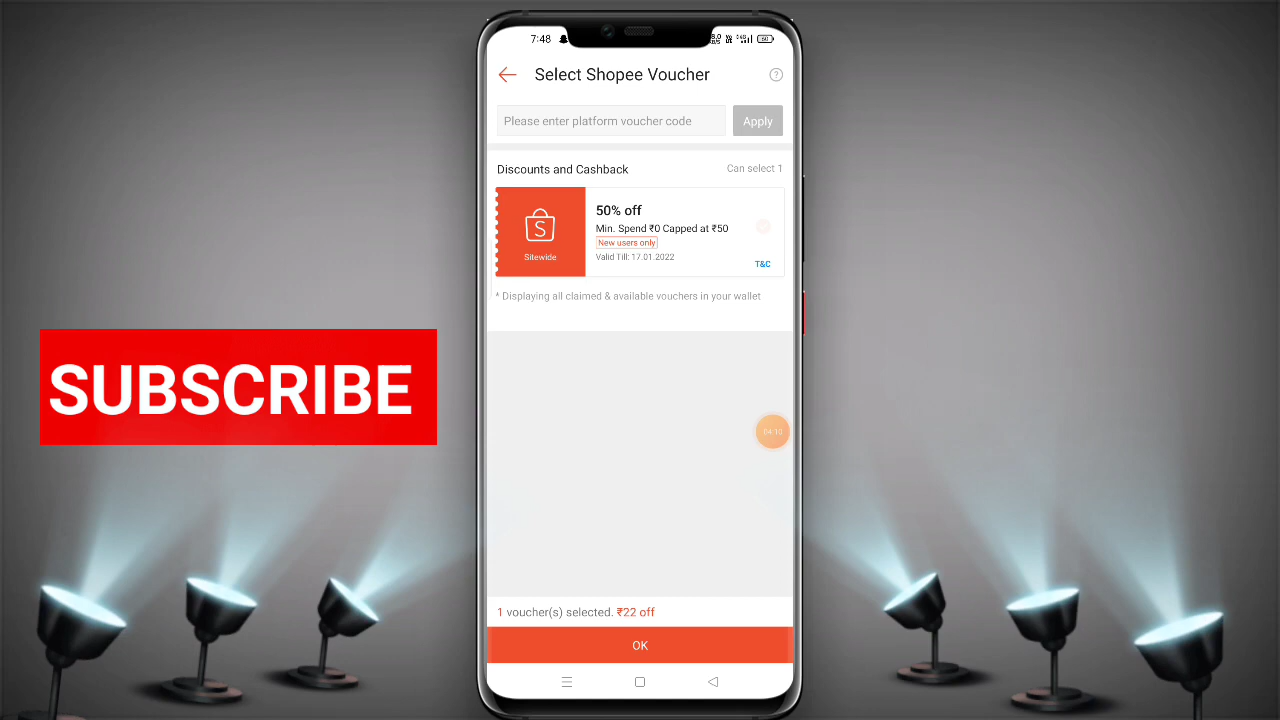 7:48
Select Shopee Voucher
?
Please enter platform voucher code
Apply
Discounts and Cashback
Can select 1
50% off
Min. Spend ₹0 Capped at ₹50
New users only
Valid Till: 17.01.2022
T&C
S
Sitewide
* Displaying all claimed & available vouchers in your wallet
SUBSCRIBE
04:10
1 voucher(s) selected. ₹22 off
OK